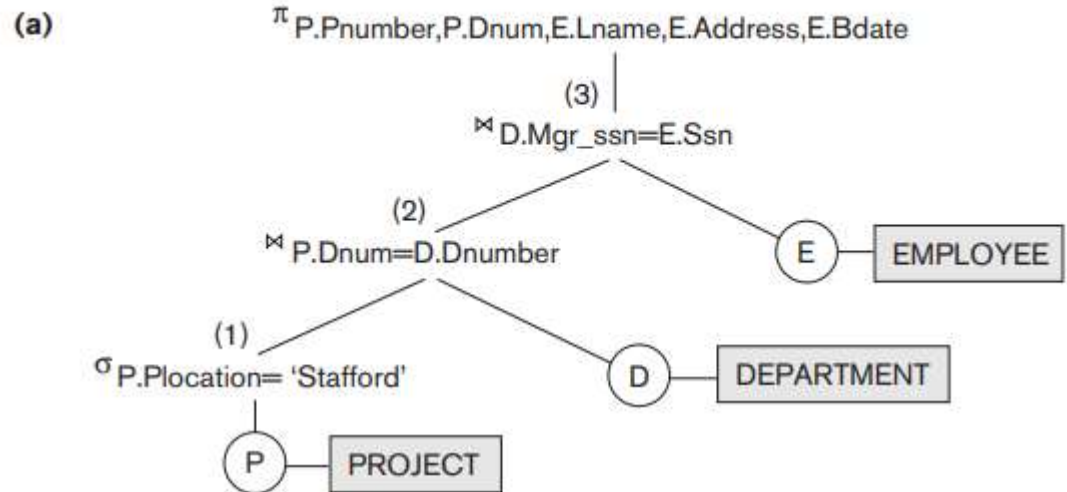 (a)
π P.Pnumber,P.Dnum,E.Lname,E.Address,E.Bdate
(3)
⋈ D.Mgr_ssn=E.Ssn
(2)
⋈ P.Dnum=D.Dnumber
E
EMPLOYEE
(1)
σ P.Plocation= ‘Stafford’
D
DEPARTMENT
P
PROJECT